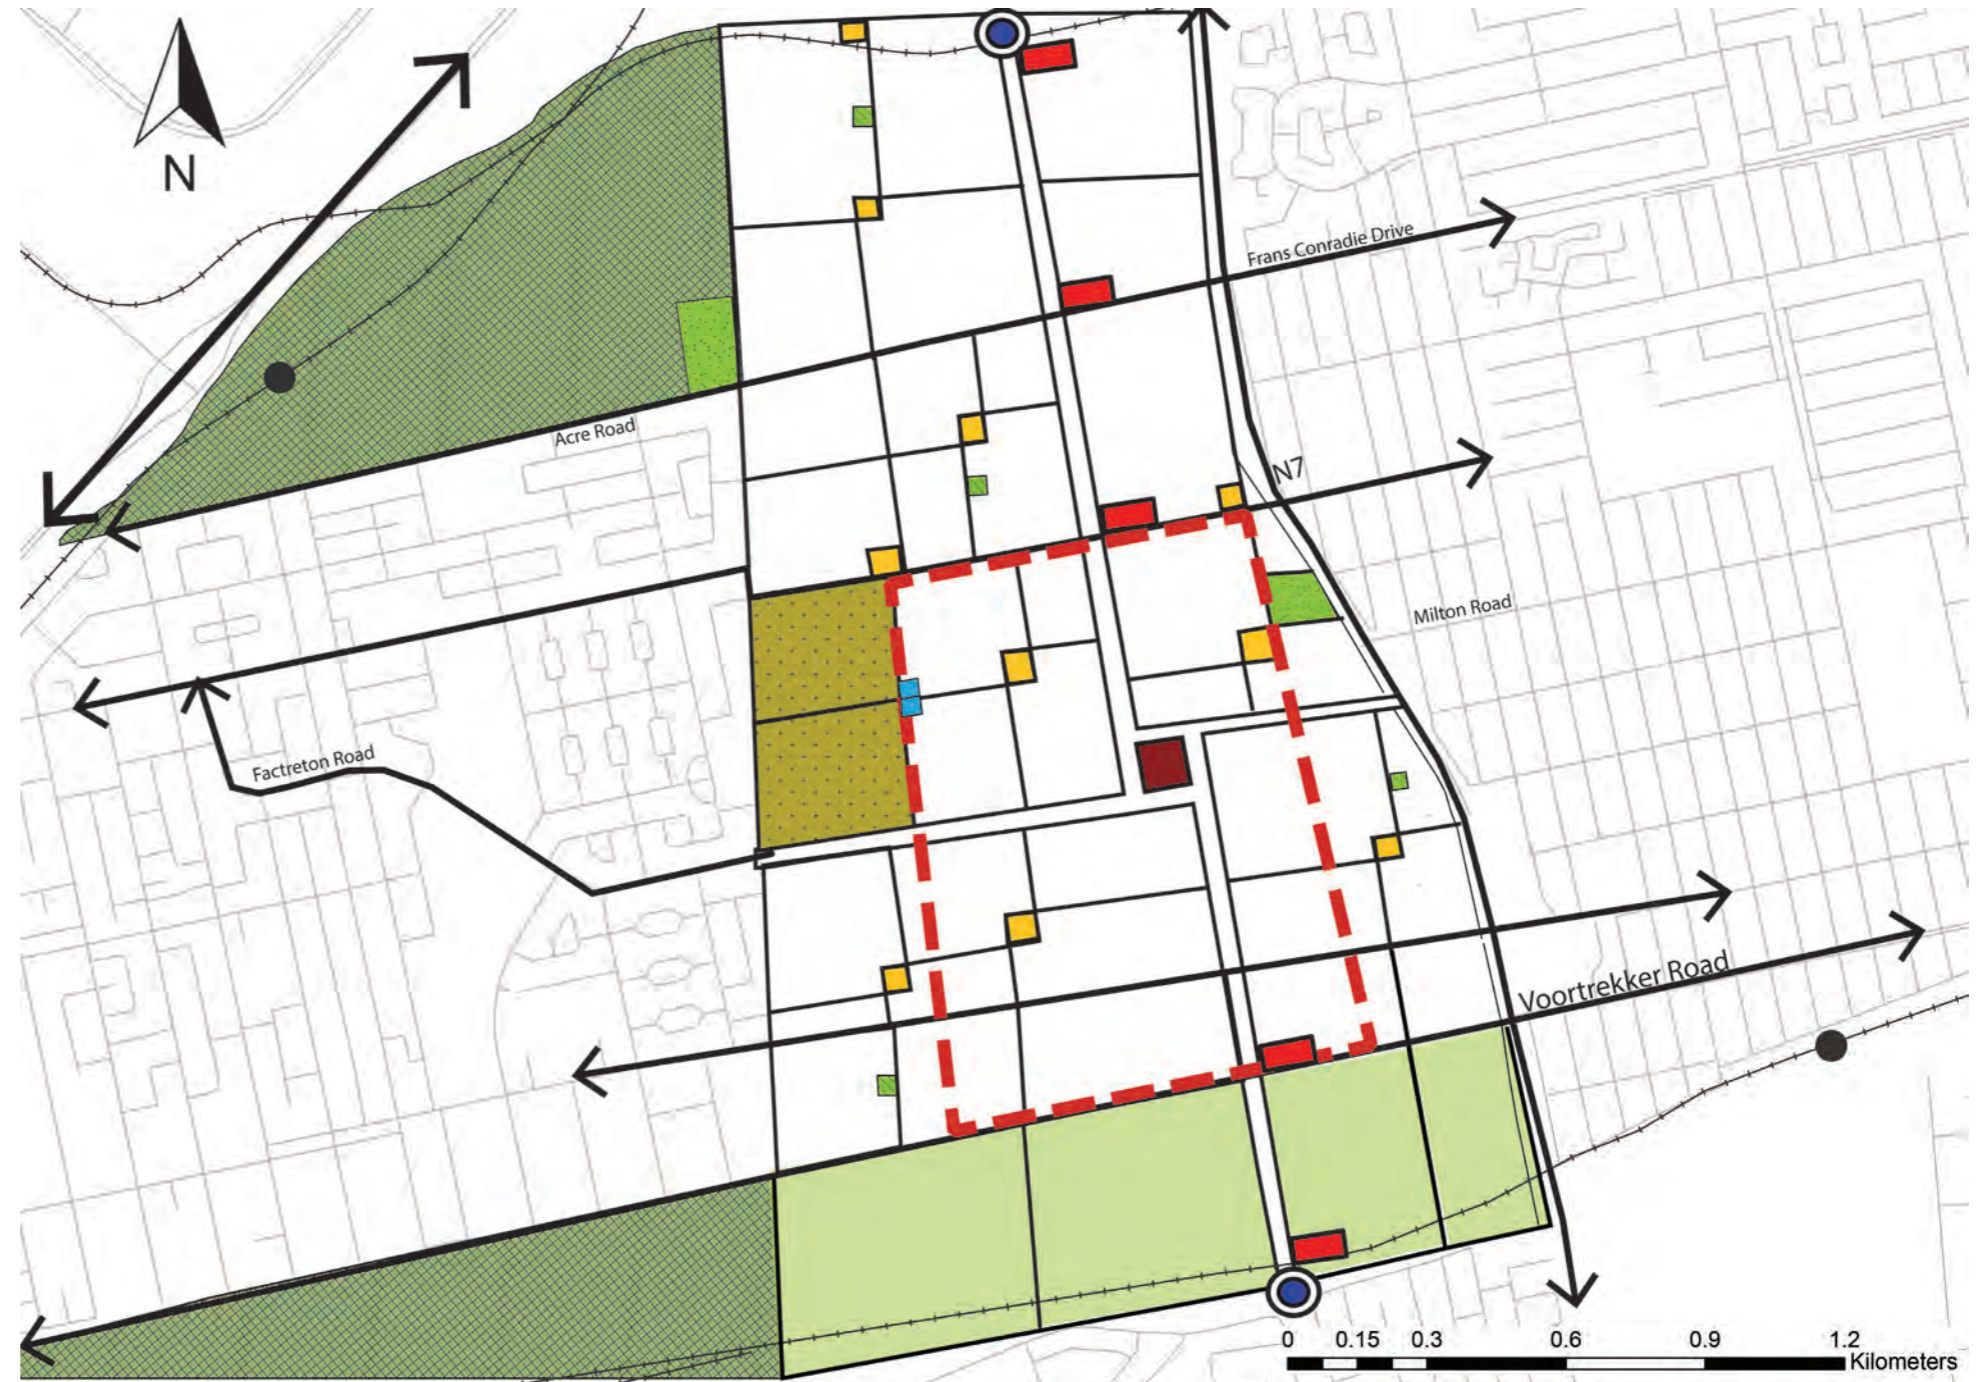 N
Frans Conradie Drive
Acre Road
N7
Milton Road
Factreton Road
Voortrekker Road
0 0.15 0.3 0.6 0.9 1.2
Kilometers